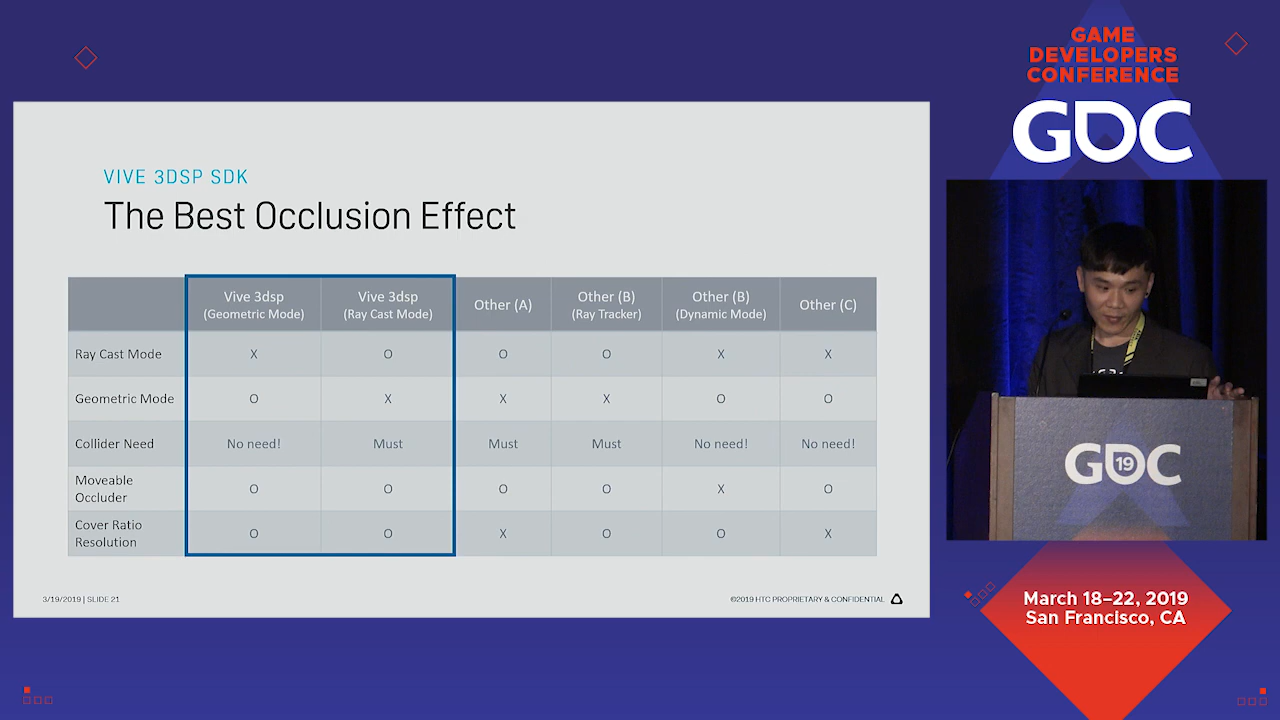 GAME
DEVELOPERS
CONFERENCE
GDC
VIVE 3DSP SDK
The Best Occlusion Effect
Vive 3dsp (Geometric Mode) Vive 3dsp (Ray Cast Mode) Other (A) Other (B) (Ray Tracker) Other (B) (Dynamic Mode) Other (C)
Ray Cast Mode X O O O X X
Geometric Mode O X X X O O
Collider Need No need! Must Must Must No need! No need!
Moveable Occluder O O O O X O
Cover Ratio Resolution O O X O O X
3/19/2019 | SLIDE 21
©2019 HTC PROPRIETARY & CONFIDENTIAL
GDC 19
March 18–22, 2019
San Francisco, CA